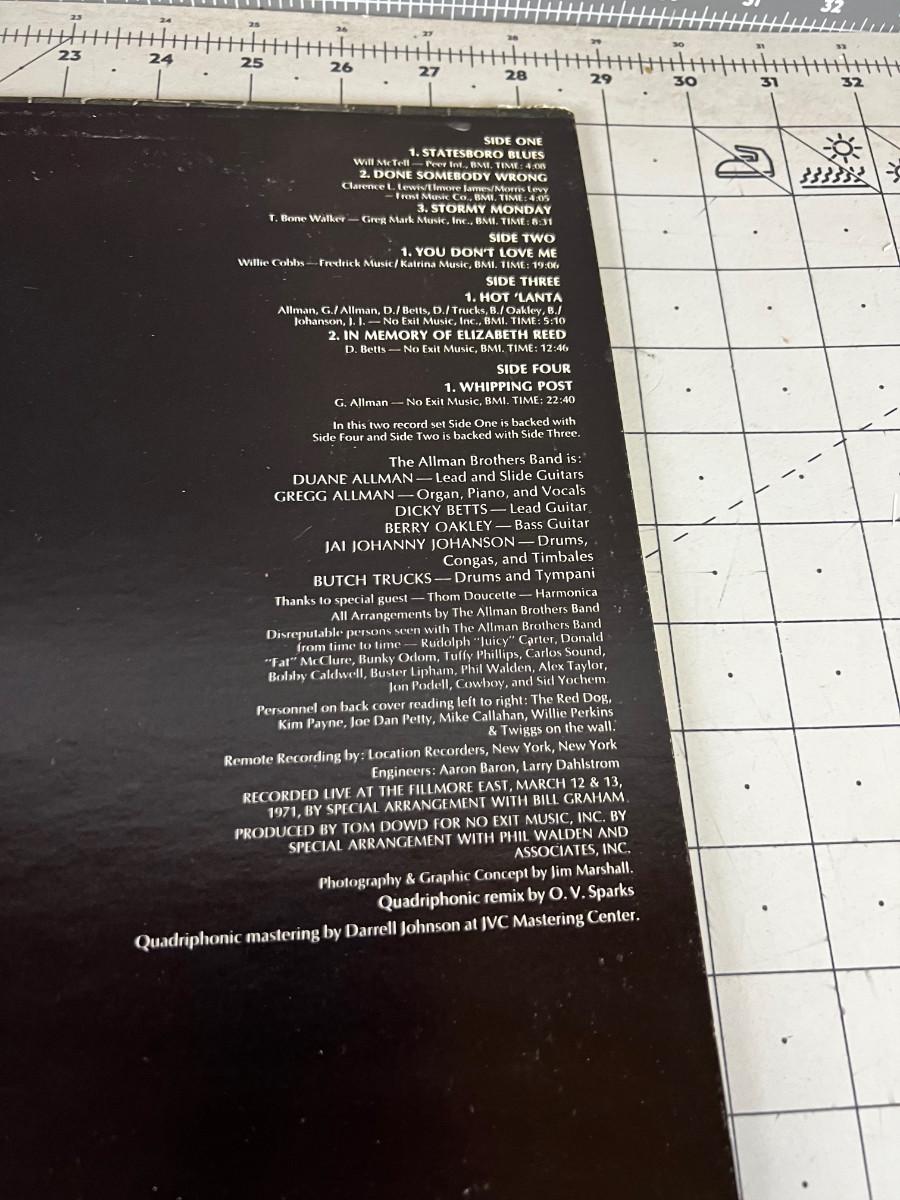 31 32
23 24 25 26 27 28 29 30 31 32
23 24 25 26 27 28 29 30 31 32
SIDE ONE
1. STATESBORO BLUES
Will McTell — Peer Int., BMI. TIME: 4:08
2. DONE SOMEBODY WRONG
Clarence L. Lewis/Elmore James/Morris Levy
— Frost Music Co., BMI. TIME: 4:05
3. STORMY MONDAY
T. Bone Walker — Greg Mark Music, Inc., BMI. TIME: 8:31
SIDE TWO
1. YOU DON'T LOVE ME
Willie Cobbs — Fredrick Music/Katrina Music, BMI. TIME: 19:06
SIDE THREE
1. HOT 'LANTA
Allman, G./Allman, D./Betts, D./Trucks, B./Oakley, B./
Johanson, J. J. — No Exit Music, Inc., BMI. TIME: 5:10
2. IN MEMORY OF ELIZABETH REED
D. Betts — No Exit Music, BMI. TIME: 12:46
SIDE FOUR
1. WHIPPING POST
G. Allman — No Exit Music, BMI. TIME: 22:40
In this two record set Side One is backed with
Side Four and Side Two is backed with Side Three.
The Allman Brothers Band is:
DUANE ALLMAN — Lead and Slide Guitars
GREGG ALLMAN — Organ, Piano, and Vocals
DICKY BETTS — Lead Guitar
BERRY OAKLEY — Bass Guitar
JAI JOHANNY JOHANSON — Drums,
Congas, and Timbales
BUTCH TRUCKS — Drums and Tympani
Thanks to special guest — Thom Doucette — Harmonica
All Arrangements by The Allman Brothers Band
Disreputable persons seen with The Allman Brothers Band
from time to time — Rudolph "Juicy" Carter, Donald
"Fat" McClure, Bunky Odom, Tuffy Phillips, Carlos Sound,
Bobby Caldwell, Buster Lipham, Phil Walden, Alex Taylor,
Jon Podell, Cowboy, and Sid Yochem.
Personnel on back cover reading left to right: The Red Dog,
Kim Payne, Joe Dan Petty, Mike Callahan, Willie Perkins
& Twiggs on the wall.
Remote Recording by: Location Recorders, New York, New York
Engineers: Aaron Baron, Larry Dahlstrom
RECORDED LIVE AT THE FILLMORE EAST, MARCH 12 & 13,
1971, BY SPECIAL ARRANGEMENT WITH BILL GRAHAM
PRODUCED BY TOM DOWD FOR NO EXIT MUSIC, INC. BY
SPECIAL ARRANGEMENT WITH PHIL WALDEN AND
ASSOCIATES, INC.
Photography & Graphic Concept by Jim Marshall.
Quadriphonic remix by O. V. Sparks
Quadriphonic mastering by Darrell Johnson at JVC Mastering Center.